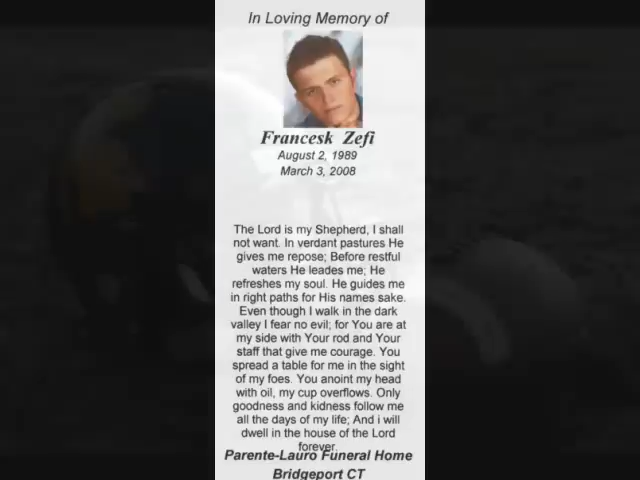 In Loving Memory of
Francesk Zefi
August 2, 1989
March 3, 2008
The Lord is my Shepherd, I shall
not want. In verdant pastures He
gives me repose; Before restful
waters He leades me; He
refreshes my soul. He guides me
in right paths for His names sake.
Even though I walk in the dark
valley I fear no evil; for You are at
my side with Your rod and Your
staff that give me courage. You
spread a table for me in the sight
of my foes. You anoint my head
with oil, my cup overflows. Only
goodness and kidness follow me
all the days of my life; And i will
dwell in the house of the Lord
forever.
Parente-Lauro Funeral Home
Bridgeport CT